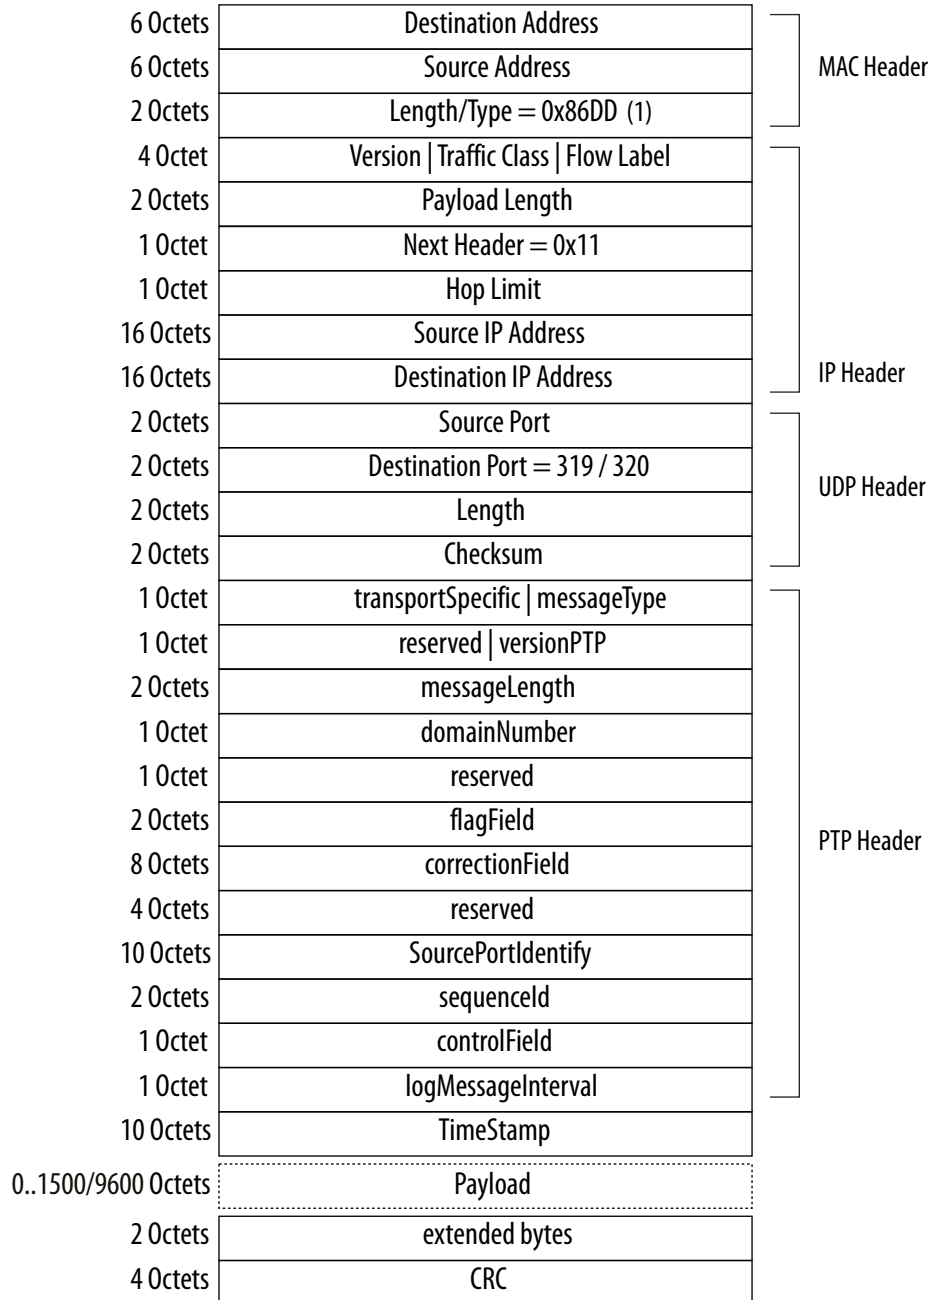 6 Octets Destination Address
6 Octets Source Address MAC Header
2 Octets Length/Type = 0x86DD (1)
4 Octet Version | Traffic Class | Flow Label
2 Octets Payload Length
1 Octet Next Header = 0x11
1 Octet Hop Limit
16 Octets Source IP Address
16 Octets Destination IP Address IP Header
2 Octets Source Port
2 Octets Destination Port = 319 / 320 UDP Header
2 Octets Length
2 Octets Checksum
1 Octet transportSpecific | messageType
1 Octet reserved | versionPTP
2 Octets messageLength
1 Octet domainNumber
1 Octet reserved
2 Octets flagField
8 Octets correctionField PTP Header
4 Octets reserved
10 Octets SourcePortIdentify
2 Octets sequenceId
1 Octet controlField
1 Octet logMessageInterval
10 Octets TimeStamp
0..1500/9600 Octets Payload
2 Octets extended bytes
4 Octets CRC